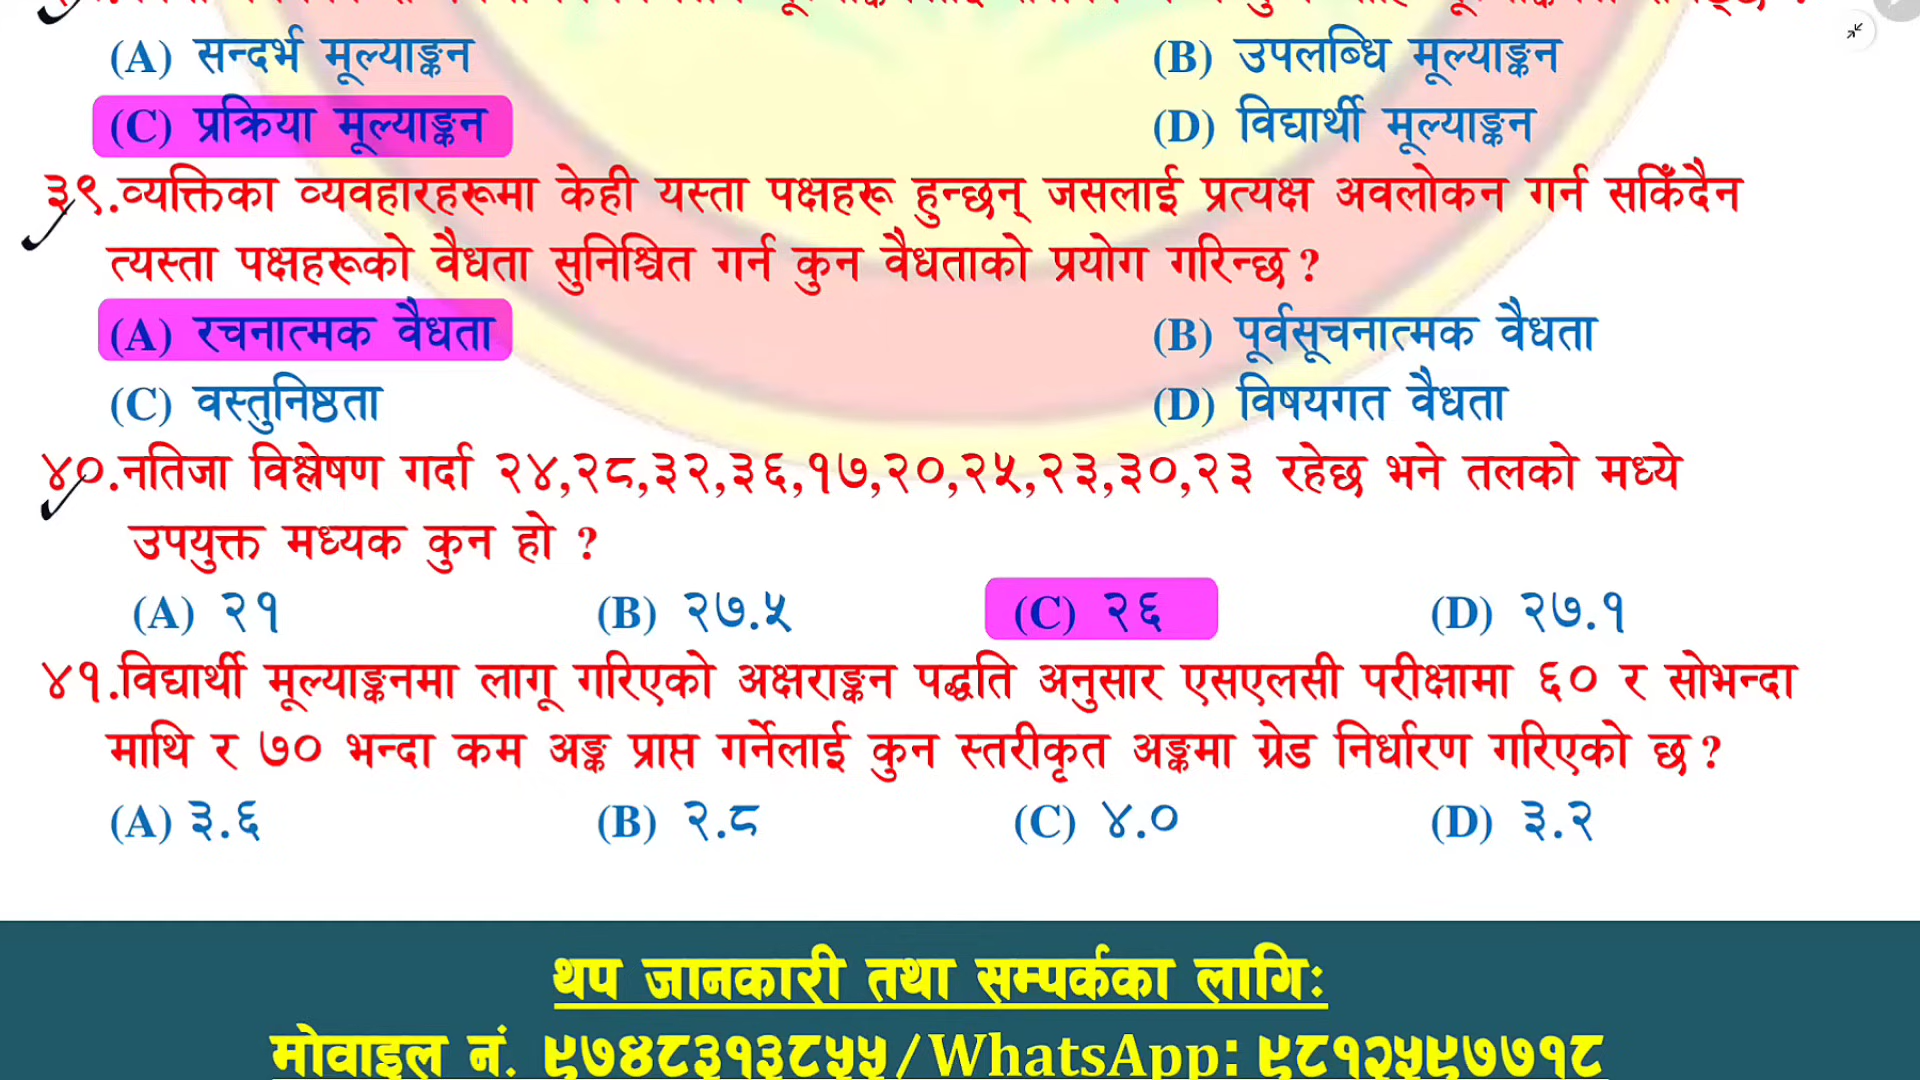 (A) सन्दर्भ मूल्याङ्कन (B) उपलब्धि मूल्याङ्कन
(C) प्रक्रिया मूल्याङ्कन (D) विद्यार्थी मूल्याङ्कन
३९.व्यक्तिका व्यवहारहरूमा केही यस्ता पक्षहरू हुन्छन् जसलाई प्रत्यक्ष अवलोकन गर्न सकिँदैन
त्यस्ता पक्षहरूको वैधता सुनिश्चित गर्न कुन वैधताको प्रयोग गरिन्छ ?
(A) रचनात्मक वैधता (B) पूर्वसूचनात्मक वैधता
(C) वस्तुनिष्ठता (D) विषयगत वैधता
४०.नतिजा विश्लेषण गर्दा २४,२८,३२,३६,१७,२०,२५,२३,३०,२३ रहेछ भने तलको मध्ये
उपयुक्त मध्यक कुन हो ?
(A) २१ (B) २७.५ (C) २६ (D) २७.१
४१.विद्यार्थी मूल्याङ्कनमा लागू गरिएको अक्षराङ्कन पद्धति अनुसार एसएलसी परीक्षामा ६० र सोभन्दा
माथि र ७० भन्दा कम अङ्क प्राप्त गर्नेलाई कुन स्तरीकृत अङ्कमा ग्रेड निर्धारण गरिएको छ ?
(A) ३.६ (B) २.८ (C) ४.० (D) ३.२
थप जानकारी तथा सम्पर्कका लागिः
मोवाइल नं. ९७४८३१३८५५/WhatsApp: ९८१२५९७७१८